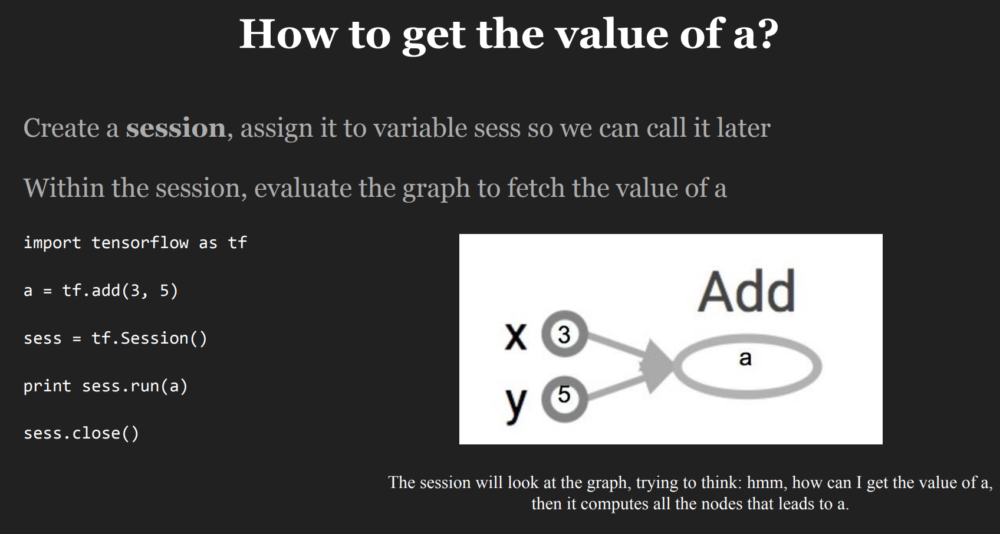 How to get the value of a?
Create a session, assign it to variable sess so we can call it later
Within the session, evaluate the graph to fetch the value of a
import tensorflow as tf
a = tf.add(3, 5)
sess = tf.Session()
print sess.run(a)
sess.close()
Add
x 3
a
y 5
The session will look at the graph, trying to think: hmm, how can I get the value of a,
then it computes all the nodes that leads to a.